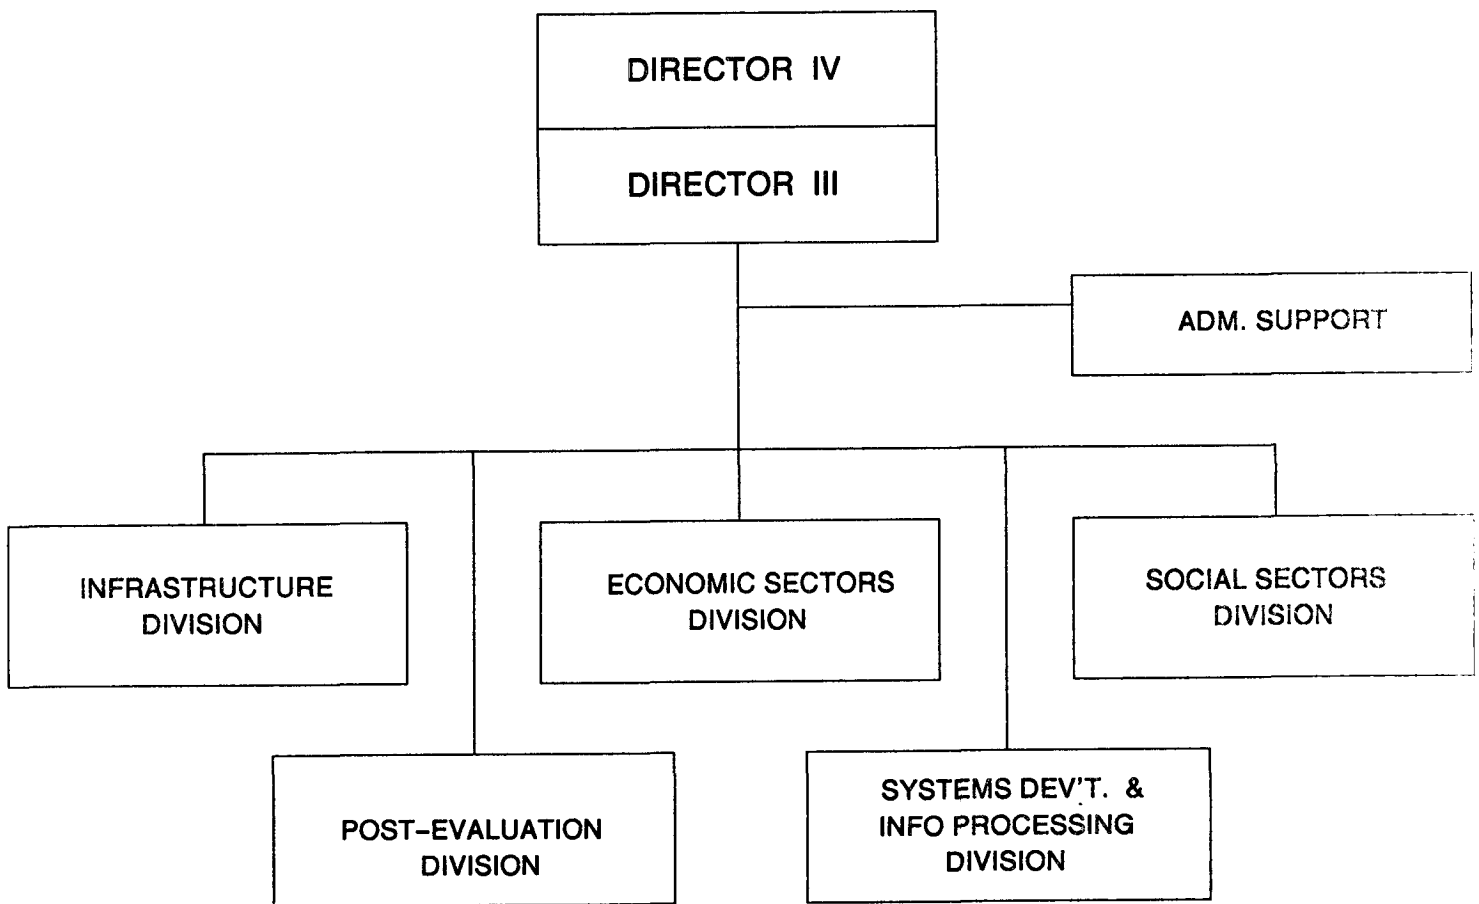 DIRECTOR IV
DIRECTOR III
ADM. SUPPORT
INFRASTRUCTURE
DIVISION
ECONOMIC SECTORS
DIVISION
SOCIAL SECTORS
DIVISION
POST-EVALUATION
DIVISION
SYSTEMS DEV'T. &
INFO PROCESSING
DIVISION